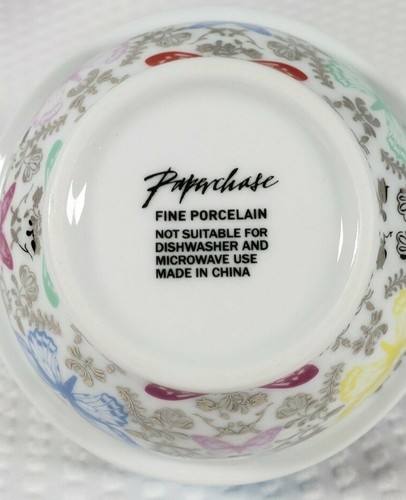 Paperchase
FINE PORCELAIN
NOT SUITABLE FOR
DISHWASHER AND
MICROWAVE USE
MADE IN CHINA